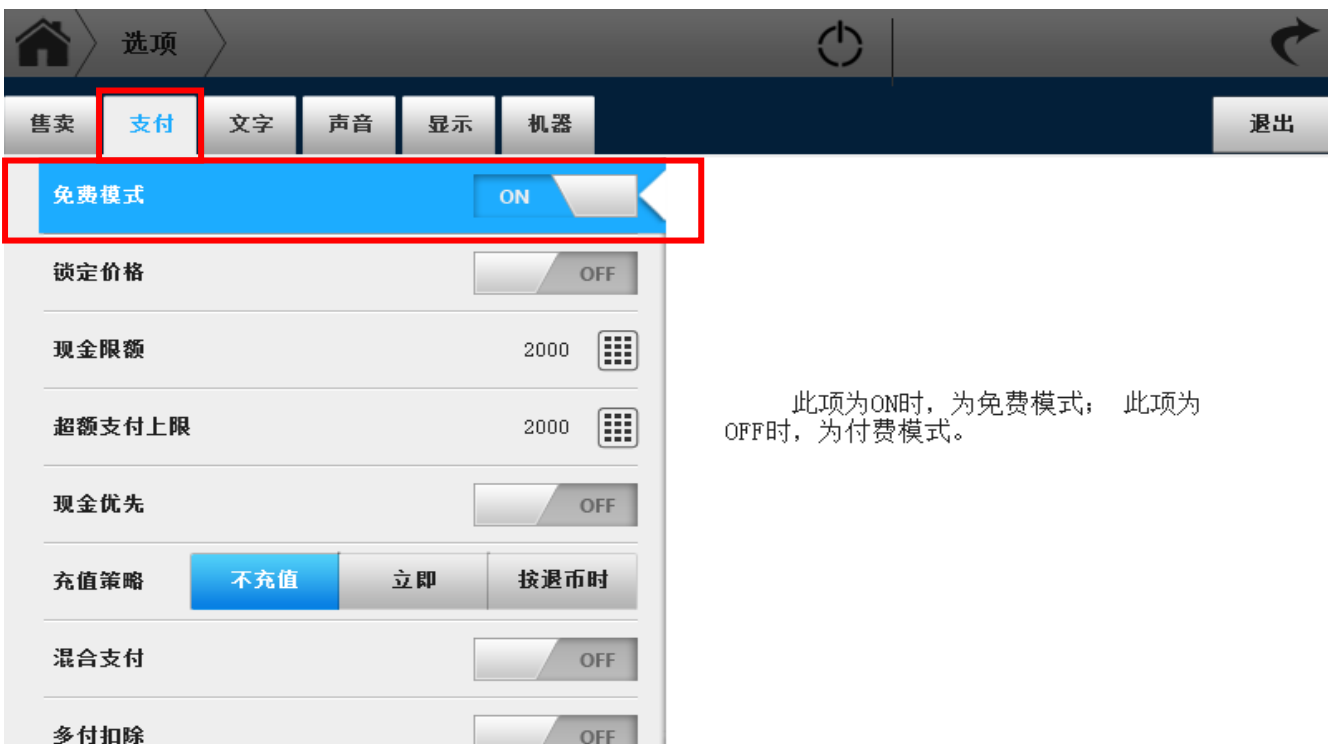 选项
售卖 支付 文字 声音 显示 机器 退出
免费模式 ON
锁定价格 OFF
现金限额 2000
超额支付上限 2000
现金优先 OFF
充值策略 不充值 立即 按退币时
混合支付 OFF
多付扣除 OFF
此项为ON时，为免费模式； 此项为
OFF时，为付费模式。